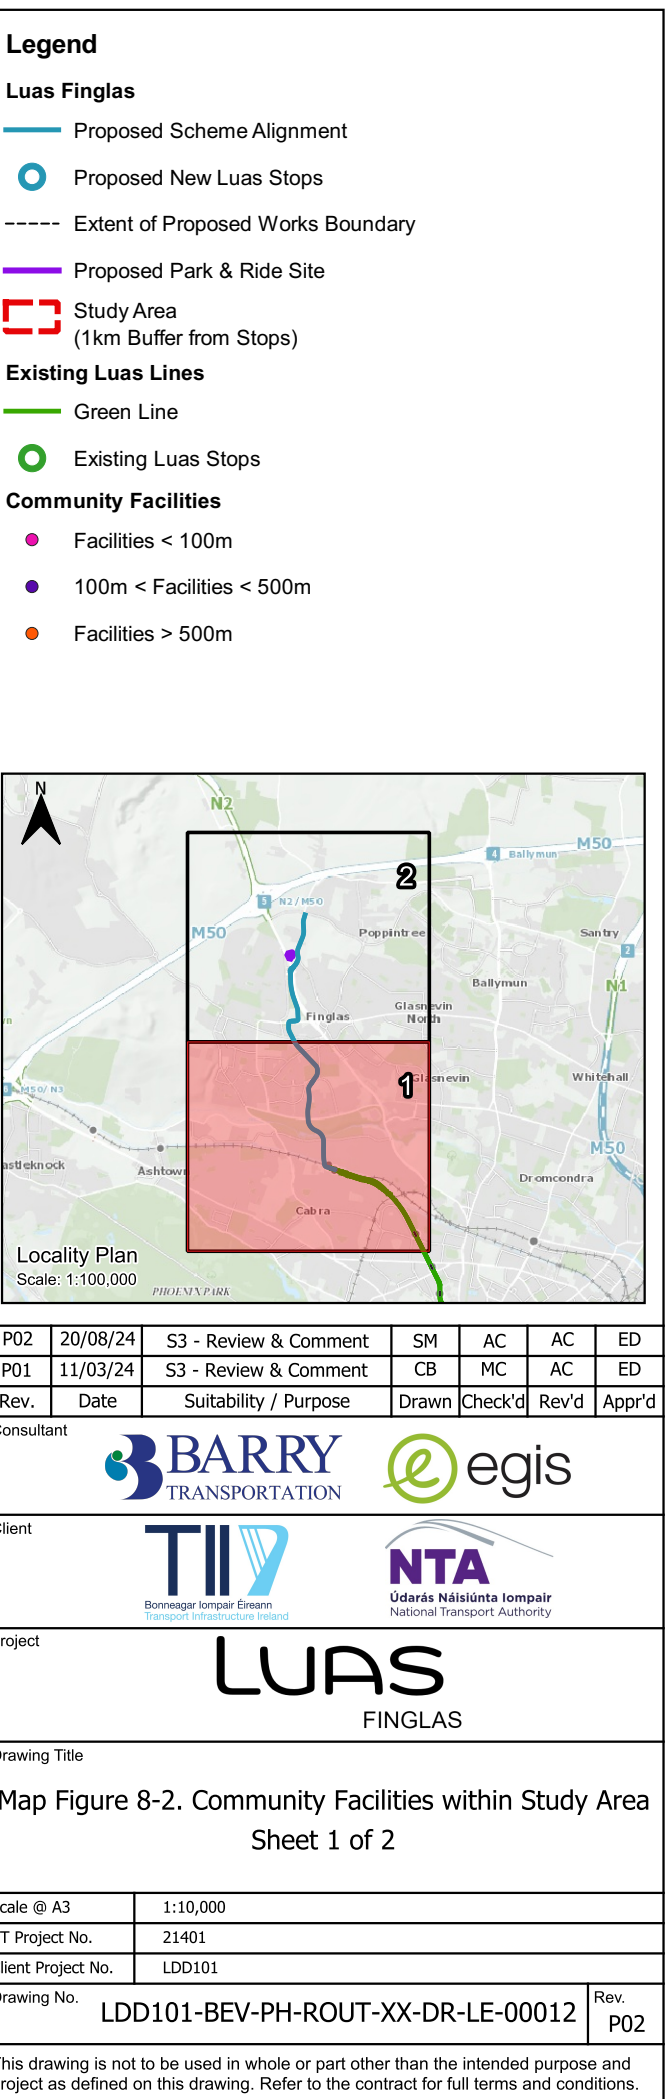 Legend
Luas Finglas
Proposed Scheme Alignment
Proposed New Luas Stops
Extent of Proposed Works Boundary
Proposed Park & Ride Site
Study Area
(1km Buffer from Stops)
Existing Luas Lines
Green Line
Existing Luas Stops
Community Facilities
Facilities < 100m
100m < Facilities < 500m
Facilities > 500m
N
N2
M50
4 Ballymun
2
5 N2/M50
M50
Poppintree
Santry
2
Ballymun
N1
Glasnevin
North
Finglas
1
Glasnevin
Whitehall
M50/N3
M50
astleknock
Ashtown
Dromcondra
Cabra
Locality Plan
Scale: 1:100,000
PHOENIX PARK
P02 20/08/24 S3 - Review & Comment SM AC AC ED
P01 11/03/24 S3 - Review & Comment CB MC AC ED
Rev. Date Suitability / Purpose Drawn Check'd Rev'd Appr'd
onsultant
BARRY
TRANSPORTATION
egis
lient
TII
Bonneagar Iompair Éireann
Transport Infrastructure Ireland
NTA
Údarás Náisiúnta Iompair
National Transport Authority
roject
LUAS
FINGLAS
rawing Title
Map Figure 8-2. Community Facilities within Study Area
Sheet 1 of 2
cale @ A3 1:10,000
T Project No. 21401
lient Project No. LDD101
rawing No. LDD101-BEV-PH-ROUT-XX-DR-LE-00012
Rev.
P02
his drawing is not to be used in whole or part other than the intended purpose and
roject as defined on this drawing. Refer to the contract for full terms and conditions.